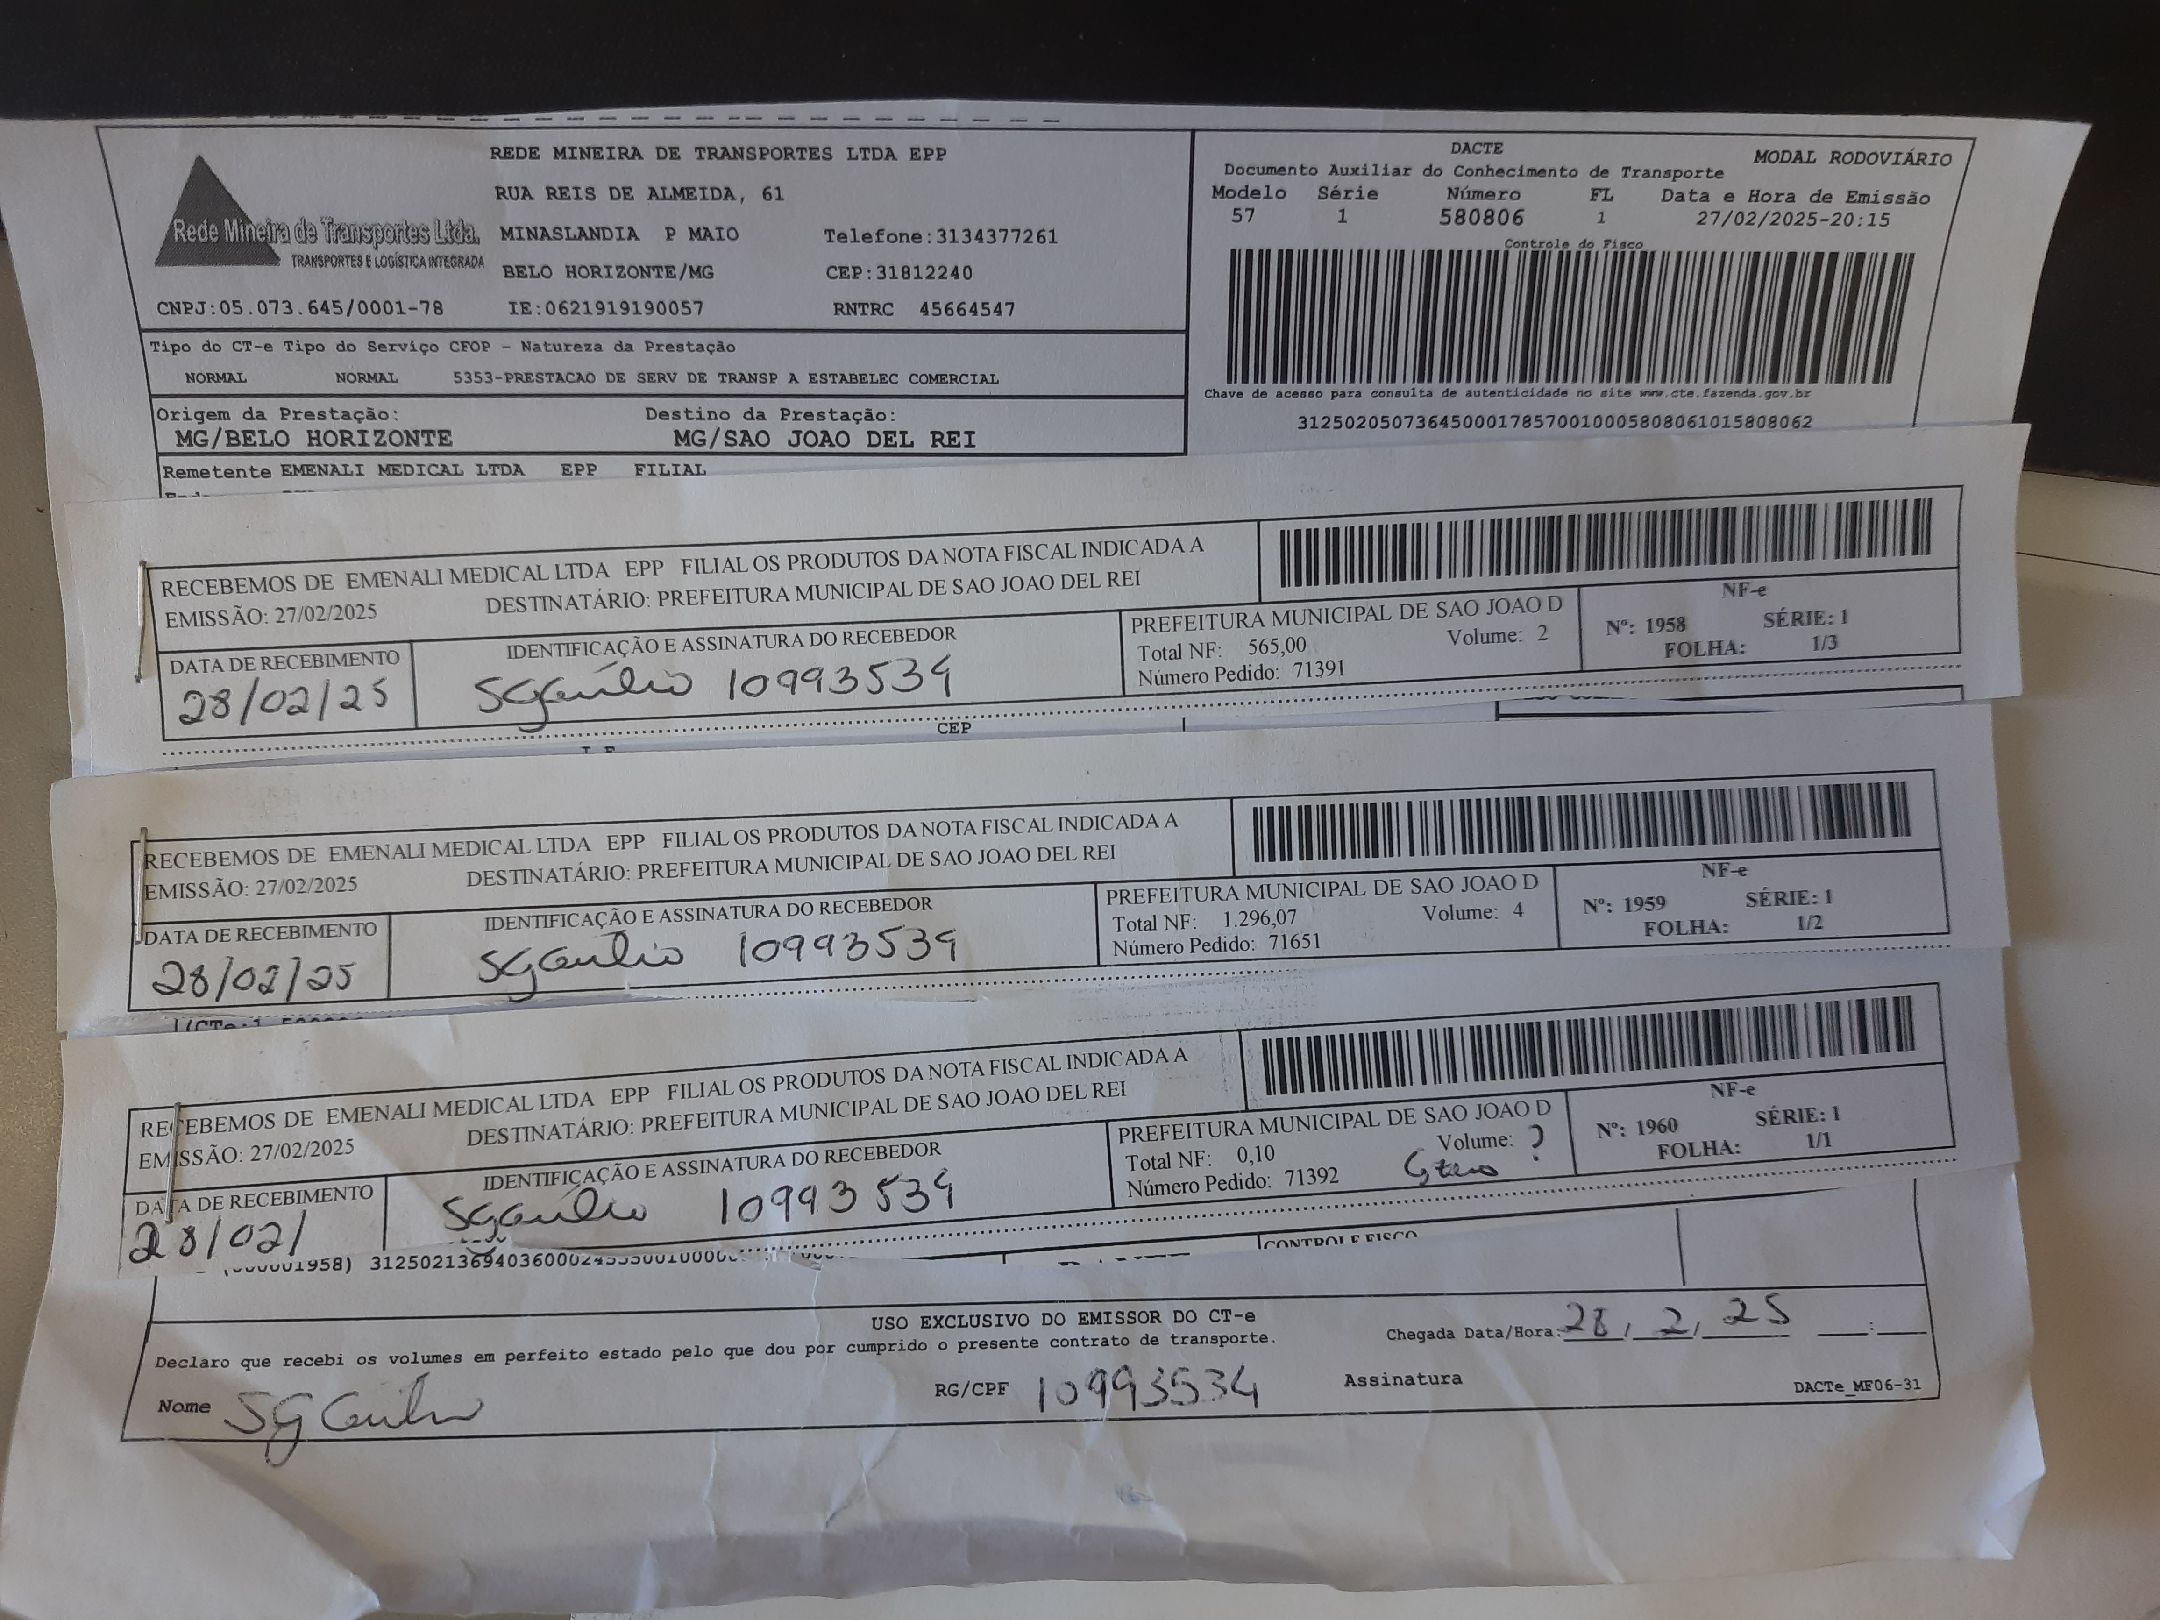 REDE MINEIRA DE TRANSPORTES LTDA EPP
RUA REIS DE ALMEIDA, 61
Rede Mineira de Transportes Ltda.
TRANSPORTES E LOGÍSTICA INTEGRADA
MINASLANDIA P MAIO Telefone:3134377261
BELO HORIZONTE/MG CEP:31812240
CNPJ:05.073.645/0001-78 IE:0621919190057 RNTRC 45664547
DACTE
MODAL RODOVIÁRIO
Documento Auxiliar do Conhecimento de Transporte
Modelo Série Número FL Data e Hora de Emissão
57 1 580806 1 27/02/2025-20:15
Controle do Fisco
Chave de acesso para consulta de autenticidade no site www.cte.fazenda.gov.br
31250205073645000178570010005808061015808062
Tipo do CT-e Tipo do Serviço CFOP - Natureza da Prestação
NORMAL NORMAL 5353-PRESTACAO DE SERV DE TRANSP A ESTABELEC COMERCIAL
Origem da Prestação: Destino da Prestação:
MG/BELO HORIZONTE MG/SAO JOAO DEL REI
Remetente EMENALI MEDICAL LTDA EPP FILIAL
RECEBEMOS DE EMENALI MEDICAL LTDA EPP FILIAL OS PRODUTOS DA NOTA FISCAL INDICADA A
EMISSÃO: 27/02/2025 DESTINATÁRIO: PREFEITURA MUNICIPAL DE SAO JOAO DEL REI
DATA DE RECEBIMENTO IDENTIFICAÇÃO E ASSINATURA DO RECEBEDOR
28/02/25 10993534
PREFEITURA MUNICIPAL DE SAO JOAO D
Total NF: 565,00 Volume: 2
Número Pedido: 71391
NF-e
Nº: 1958 SÉRIE: 1
FOLHA: 1/3
CEP
RECEBEMOS DE EMENALI MEDICAL LTDA EPP FILIAL OS PRODUTOS DA NOTA FISCAL INDICADA A
EMISSÃO: 27/02/2025 DESTINATÁRIO: PREFEITURA MUNICIPAL DE SAO JOAO DEL REI
DATA DE RECEBIMENTO IDENTIFICAÇÃO E ASSINATURA DO RECEBEDOR
28/02/25 10993534
PREFEITURA MUNICIPAL DE SAO JOAO D
Total NF: 1.296,07 Volume: 4
Número Pedido: 71651
NF-e
Nº: 1959 SÉRIE: 1
FOLHA: 1/2
RECEBEMOS DE EMENALI MEDICAL LTDA EPP FILIAL OS PRODUTOS DA NOTA FISCAL INDICADA A
EMISSÃO: 27/02/2025 DESTINATÁRIO: PREFEITURA MUNICIPAL DE SAO JOAO DEL REI
DATA DE RECEBIMENTO IDENTIFICAÇÃO E ASSINATURA DO RECEBEDOR
28/02/ 10993534
PREFEITURA MUNICIPAL DE SAO JOAO D
Total NF: 0,10 Volume: ?
Número Pedido: 71392
NF-e
Nº: 1960 SÉRIE: 1
FOLHA: 1/1
CONTROLE FISCO
USO EXCLUSIVO DO EMISSOR DO CT-e
Declaro que recebi os volumes em perfeito estado pelo que dou por cumprido o presente contrato de transporte.
Chegada Data/Hora: 28/2/25 :
Nome RG/CPF 10993534 Assinatura
DACTe_MF06-31